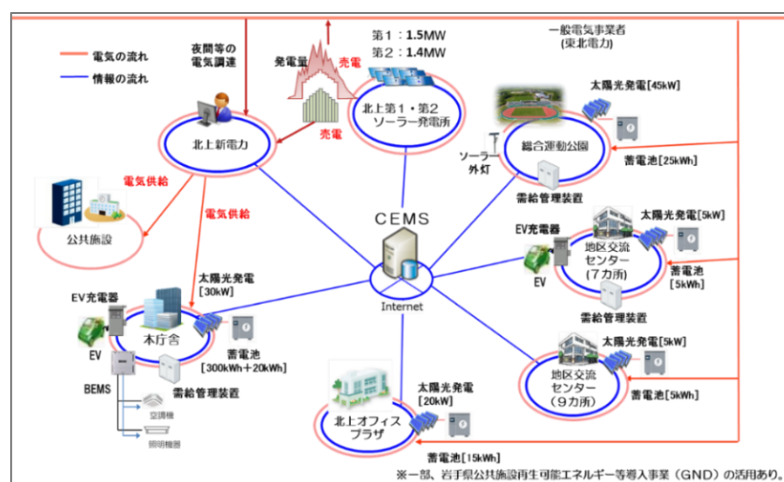 電気の流れ
情報の流れ
夜間等の
電気調達
発電量
売電
第1：1.5MW
第2：1.4MW
一般電気事業者
(東北電力)
北上第1・第2
ソーラー発電所
売電
北上新電力
太陽光発電[45kW]
総合運動公園
ソーラー
外灯
蓄電池[25kWh]
需給管理装置
電気供給
電気供給
公共施設
CEMS
Internet
EV充電器
EV
地区交流
センター
(7カ所)
太陽光発電[5kW]
蓄電池
[5kWh]
需給管理装置
太陽光発電
[30kW]
EV充電器
EV
本庁舎
蓄電池
[300kWh＋20kWh]
BEMS
需給管理装置
空調機
照明機器
太陽光発電[5kW]
地区交流
センター
(9カ所)
蓄電池[5kWh]
太陽光発電
[20kW]
北上オフィス
プラザ
蓄電池[15kWh]
※一部、岩手県公共施設再生可能エネルギー等導入事業（GND）の活用あり。